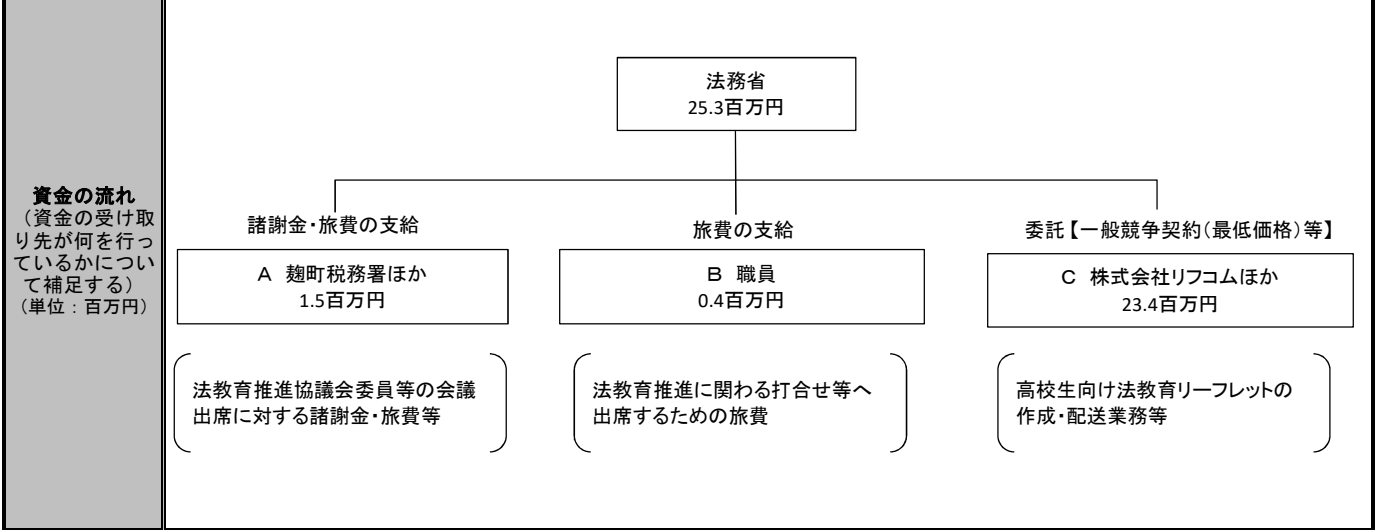 資金の流れ
（資金の受け取
り先が何を行っ
ているかについ
て補足する）
（単位：百万円）
法務省
25.3百万円
諸謝金・旅費の支給
A 麹町税務署ほか
1.5百万円
法教育推進協議会委員等の会議
出席に対する諸謝金・旅費等
旅費の支給
B 職員
0.4百万円
法教育推進に関わる打合せ等へ
出席するための旅費
委託【一般競争契約（最低価格）等】
C 株式会社リフコムほか
23.4百万円
高校生向け法教育リーフレットの
作成・配送業務等